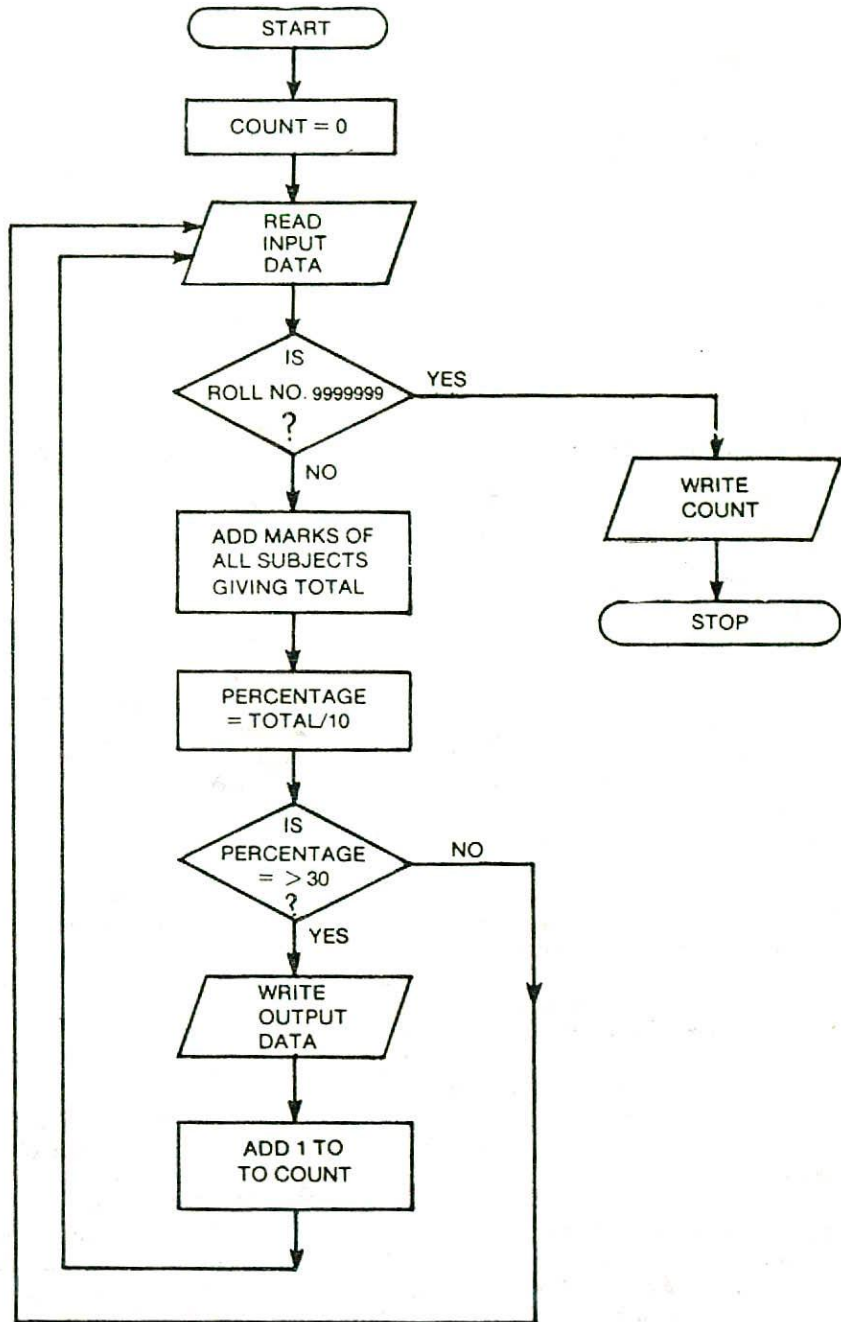 START
COUNT = 0
READ
INPUT
DATA
IS
ROLL NO. 9999999
?
YES
NO
WRITE
COUNT
STOP
ADD MARKS OF
ALL SUBJECTS
GIVING TOTAL
PERCENTAGE
= TOTAL/10
IS
PERCENTAGE
= > 30
?
NO
YES
WRITE
OUTPUT
DATA
ADD 1 TO
TO COUNT